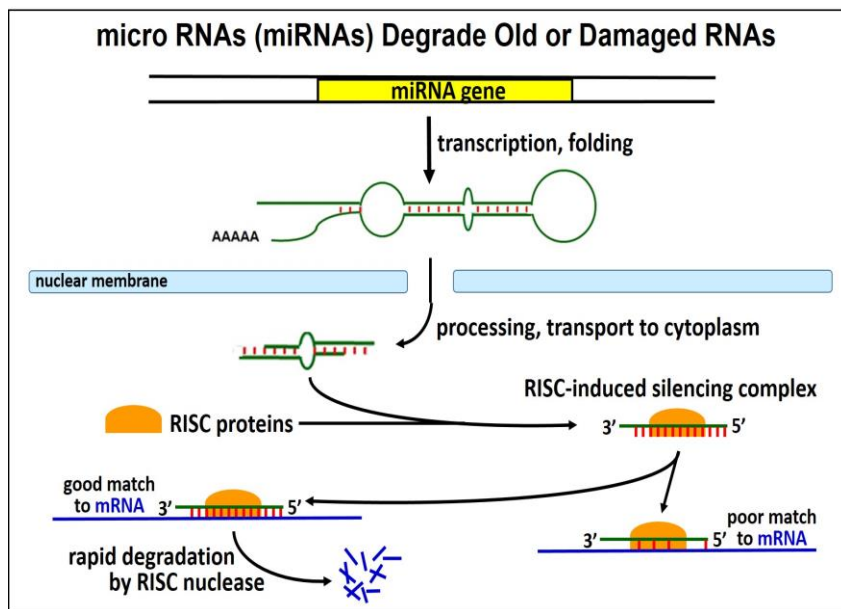 micro RNAs (miRNAs) Degrade Old or Damaged RNAs
miRNA gene
transcription, folding
AAAAA
nuclear membrane
processing, transport to cytoplasm
RISC-induced silencing complex
RISC proteins
3’ 5’
good match
to mRNA
3’ 5’
poor match
to mRNA
3’ 5’
rapid degradation
by RISC nuclease